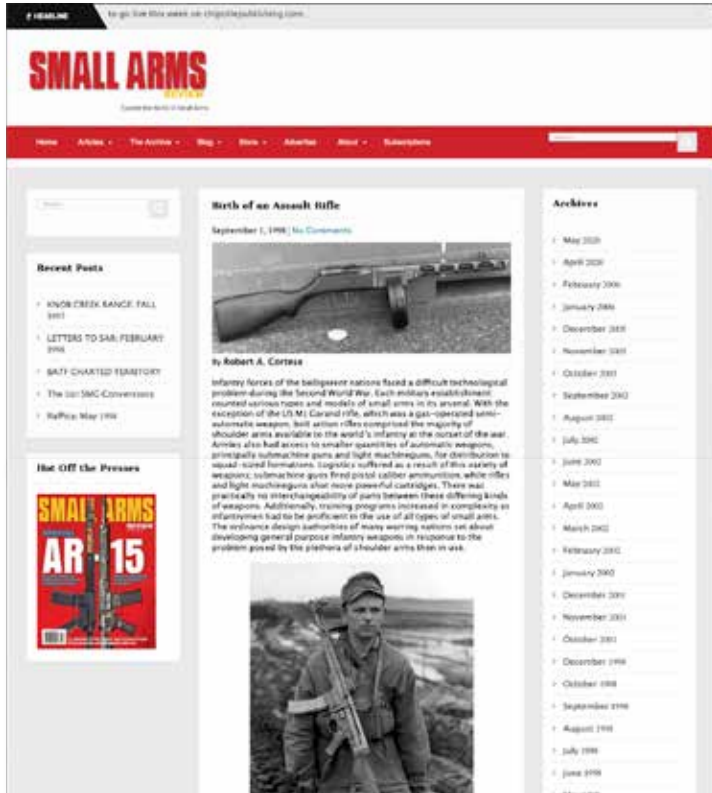 HEADLINE
to go live this week on chipotlepublishing.com.
SMALL ARMS
REVIEW
Home Articles The Archive Blog Store Advertise About Subscriptions
Birth of an Assault Rifle
September 1, 1998 | No Comments
By Robert A. Cortese
Infantry forces of the belligerent nations faced a difficult technological
problem during the Second World War. Each military establishment
counted various types and models of small arms in its arsenal. With the
exception of the US M1 Garand rifle, which was a gas-operated semi-
automatic weapon, bolt action rifles comprised the majority of
shoulder arms available to the world's infantry at the outset of the war.
Armies also had access to smaller quantities of automatic weapons,
principally submachine guns and light machineguns, for distribution to
squad-sized formations. Logistics suffered as a result of this variety of
weapons; submachine guns fired pistol caliber ammunition, while rifles
and light machineguns shot more powerful cartridges. There was
practically no interchangeability of parts between these differing kinds
of weapons. Additionally, training programs increased in complexity as
infantrymen had to be proficient in the use of all types of small arms.
The ordnance design authorities of many warring nations set about
developing general purpose infantry weapons in response to the
problem posed by the plethora of shoulder arms then in use.
Recent Posts
KNOB CREEK RANGE: FALL
1997
LETTERS TO SAR: FEBRUARY
1998
BATF CHARTED TERRITORY
The SMG Conversions
Raffica: May 1998
Hot Off the Presses
SMALL ARMS
REVIEW
AR 15
Archives
May 2020
April 2020
February 2006
January 2006
December 2005
November 2003
October 2003
September 2002
August 2002
July 2002
June 2002
May 2002
April 2002
March 2002
February 2002
January 2002
December 2001
November 2001
October 2001
December 1998
October 1998
September 1998
August 1998
July 1998
June 1998